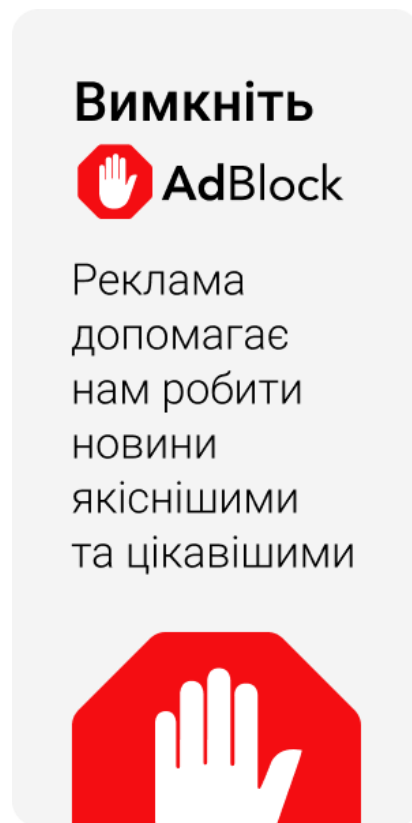 Вимкніть
AdBlock
Реклама
допомагає
нам робити
новини
якіснішими
та цікавішими